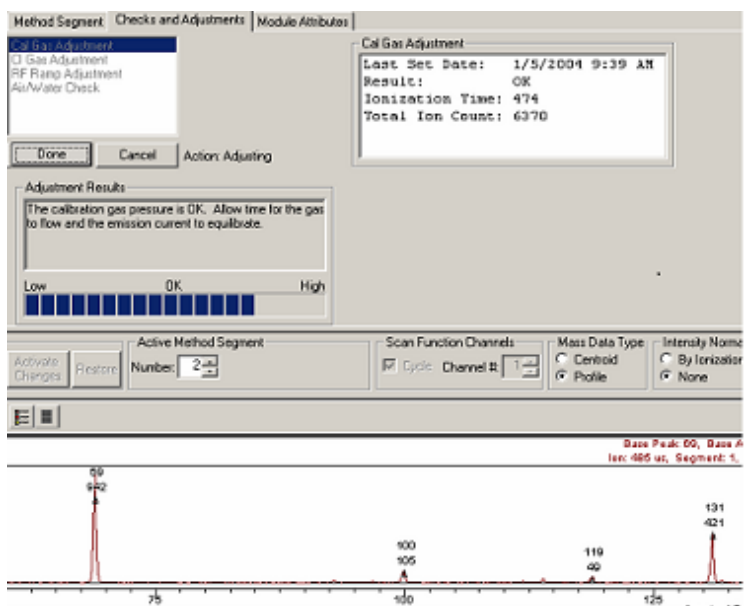 Method Segment Checks and Adjustments Module Attributes
Cal Gas Adjustment
CI Gas Adjustment
RF Ramp Adjustment
Air/Water Check
Done Cancel Action: Adjusting
Cal Gas Adjustment
Last Set Date: 1/5/2004 9:39 AM
Result: OK
Ionization Time: 474
Total Ion Count: 6370
Adjustment Results
The calibration gas pressure is OK. Allow time for the gas
to flow and the emission current to equilibrate.
Low OK High
Activate
Changes
Restore
Active Method Segment
Number: 2
Scan Function Channels
Cycle Channel #: 1
Mass Data Type
Centroid
Profile
Intensity Norma
By Ionization
None
Base Peak: 69, Base A
Ion: 485 us, Segment: 1,
69
942
100
105
119
49
131
421
75 100 125